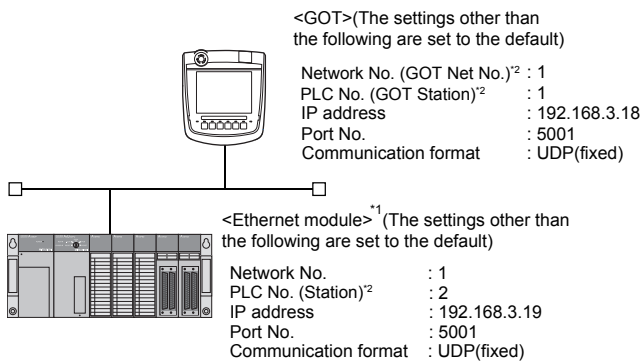 <GOT>(The settings other than
the following are set to the default)
Network No. (GOT Net No.)*2 : 1
PLC No. (GOT Station)*2 : 1
IP address : 192.168.3.18
Port No. : 5001
Communication format : UDP(fixed)
<Ethernet module>*1(The settings other than
the following are set to the default)
Network No. : 1
PLC No. (Station)*2 : 2
IP address : 192.168.3.19
Port No. : 5001
Communication format : UDP(fixed)